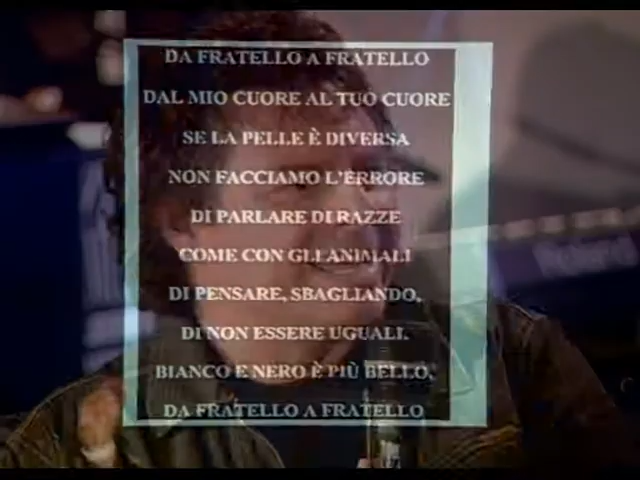 DA FRATELLO A FRATELLO
DAL MIO CUORE AL TUO CUORE
SE LA PELLE È DIVERSA
NON FACCIAMO L'ERRORE
DI PARLARE DI RAZZE
COME CON GLI ANIMALI
DI PENSARE, SBAGLIANDO,
DI NON ESSERE UGUALI.
BIANCO E NERO È PIÙ BELLO,
DA FRATELLO A FRATELLO
Roland